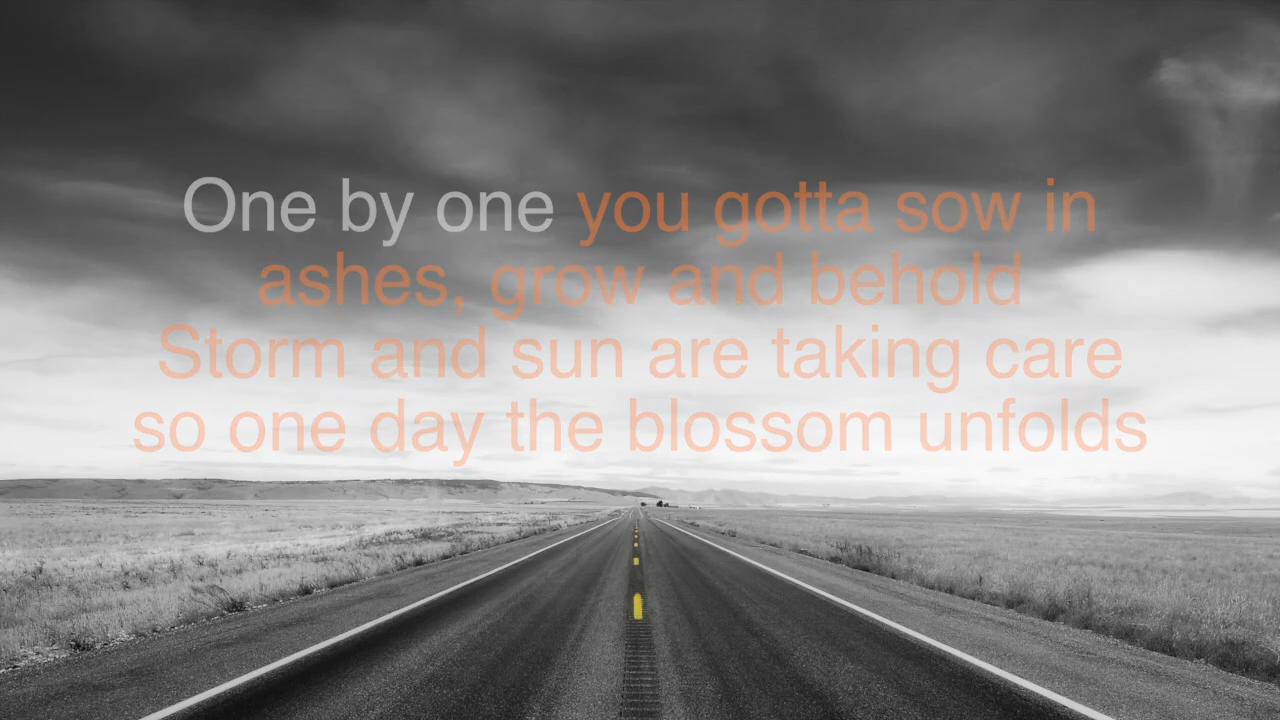 One by one you gotta sow in
ashes, grow and behold
Storm and sun are taking care
so one day the blossom unfolds